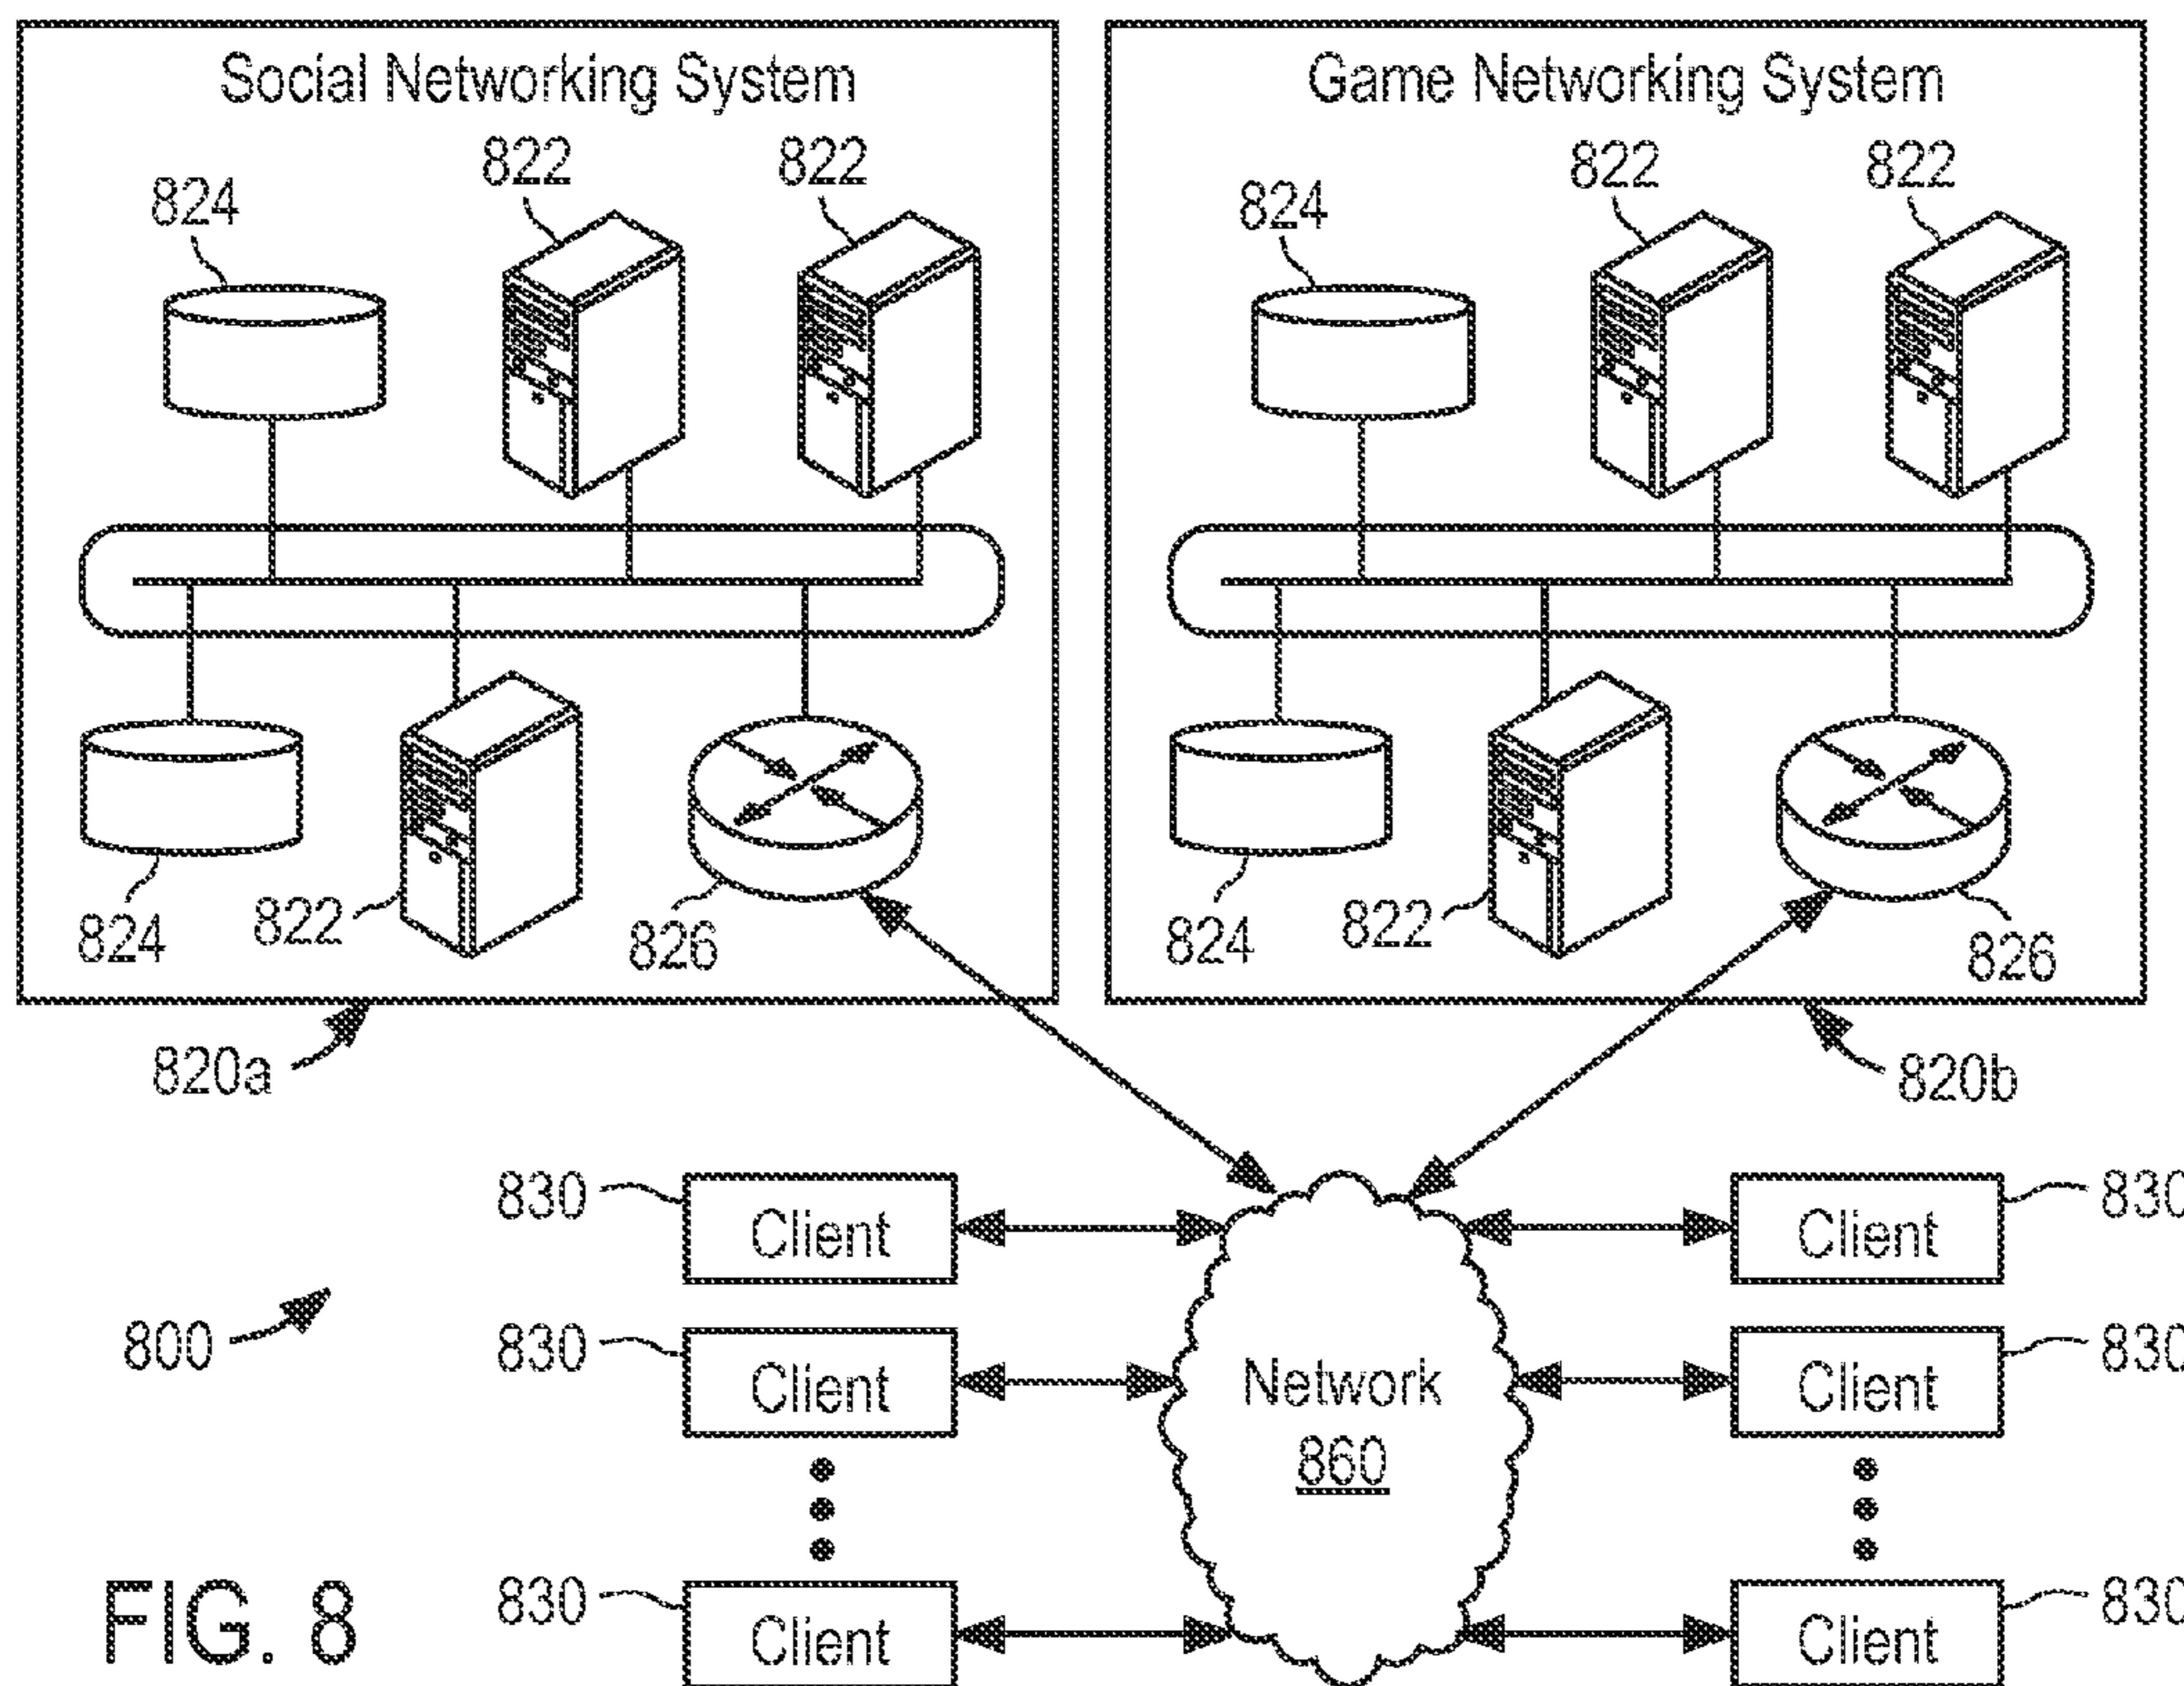 Social Networking System
822
822
824
824
822
826
820a
Game Networking System
822
822
824
824
822
826
820b
830
Client
830
Client
830
Client
800
Network
860
Client
830
Client
830
Client
830
FIG. 8